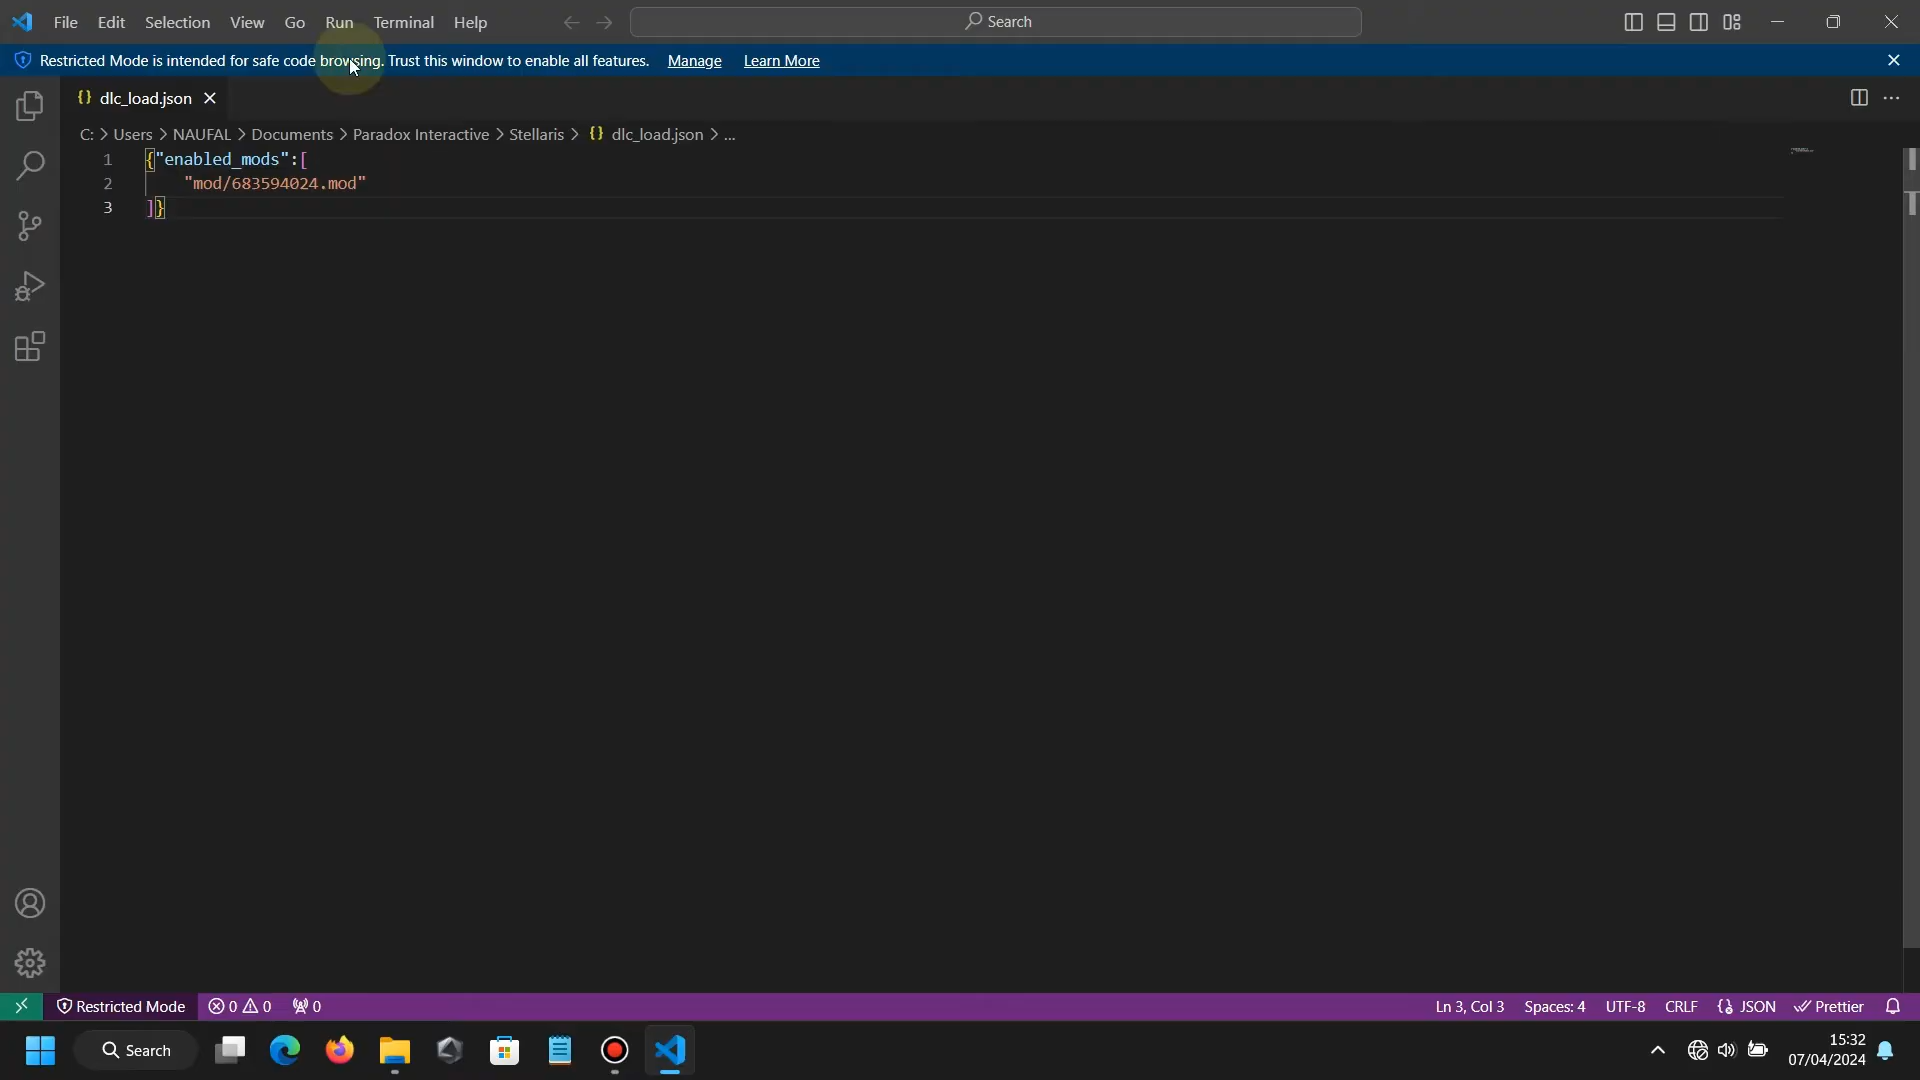 File Edit Selection View Go Run Terminal Help Search
Restricted Mode is intended for safe code browsing. Trust this window to enable all features. Manage Learn More
{} dlc_load.json
C: > Users > NAUFAL > Documents > Paradox Interactive > Stellaris > {} dlc_load.json > ...
1 {"enabled_mods":[
2 "mod/683594024.mod"
3 ]}
Restricted Mode 0 0 0 Ln 3, Col 3 Spaces: 4 UTF-8 CRLF {} JSON Prettier
Search
15:32
07/04/2024